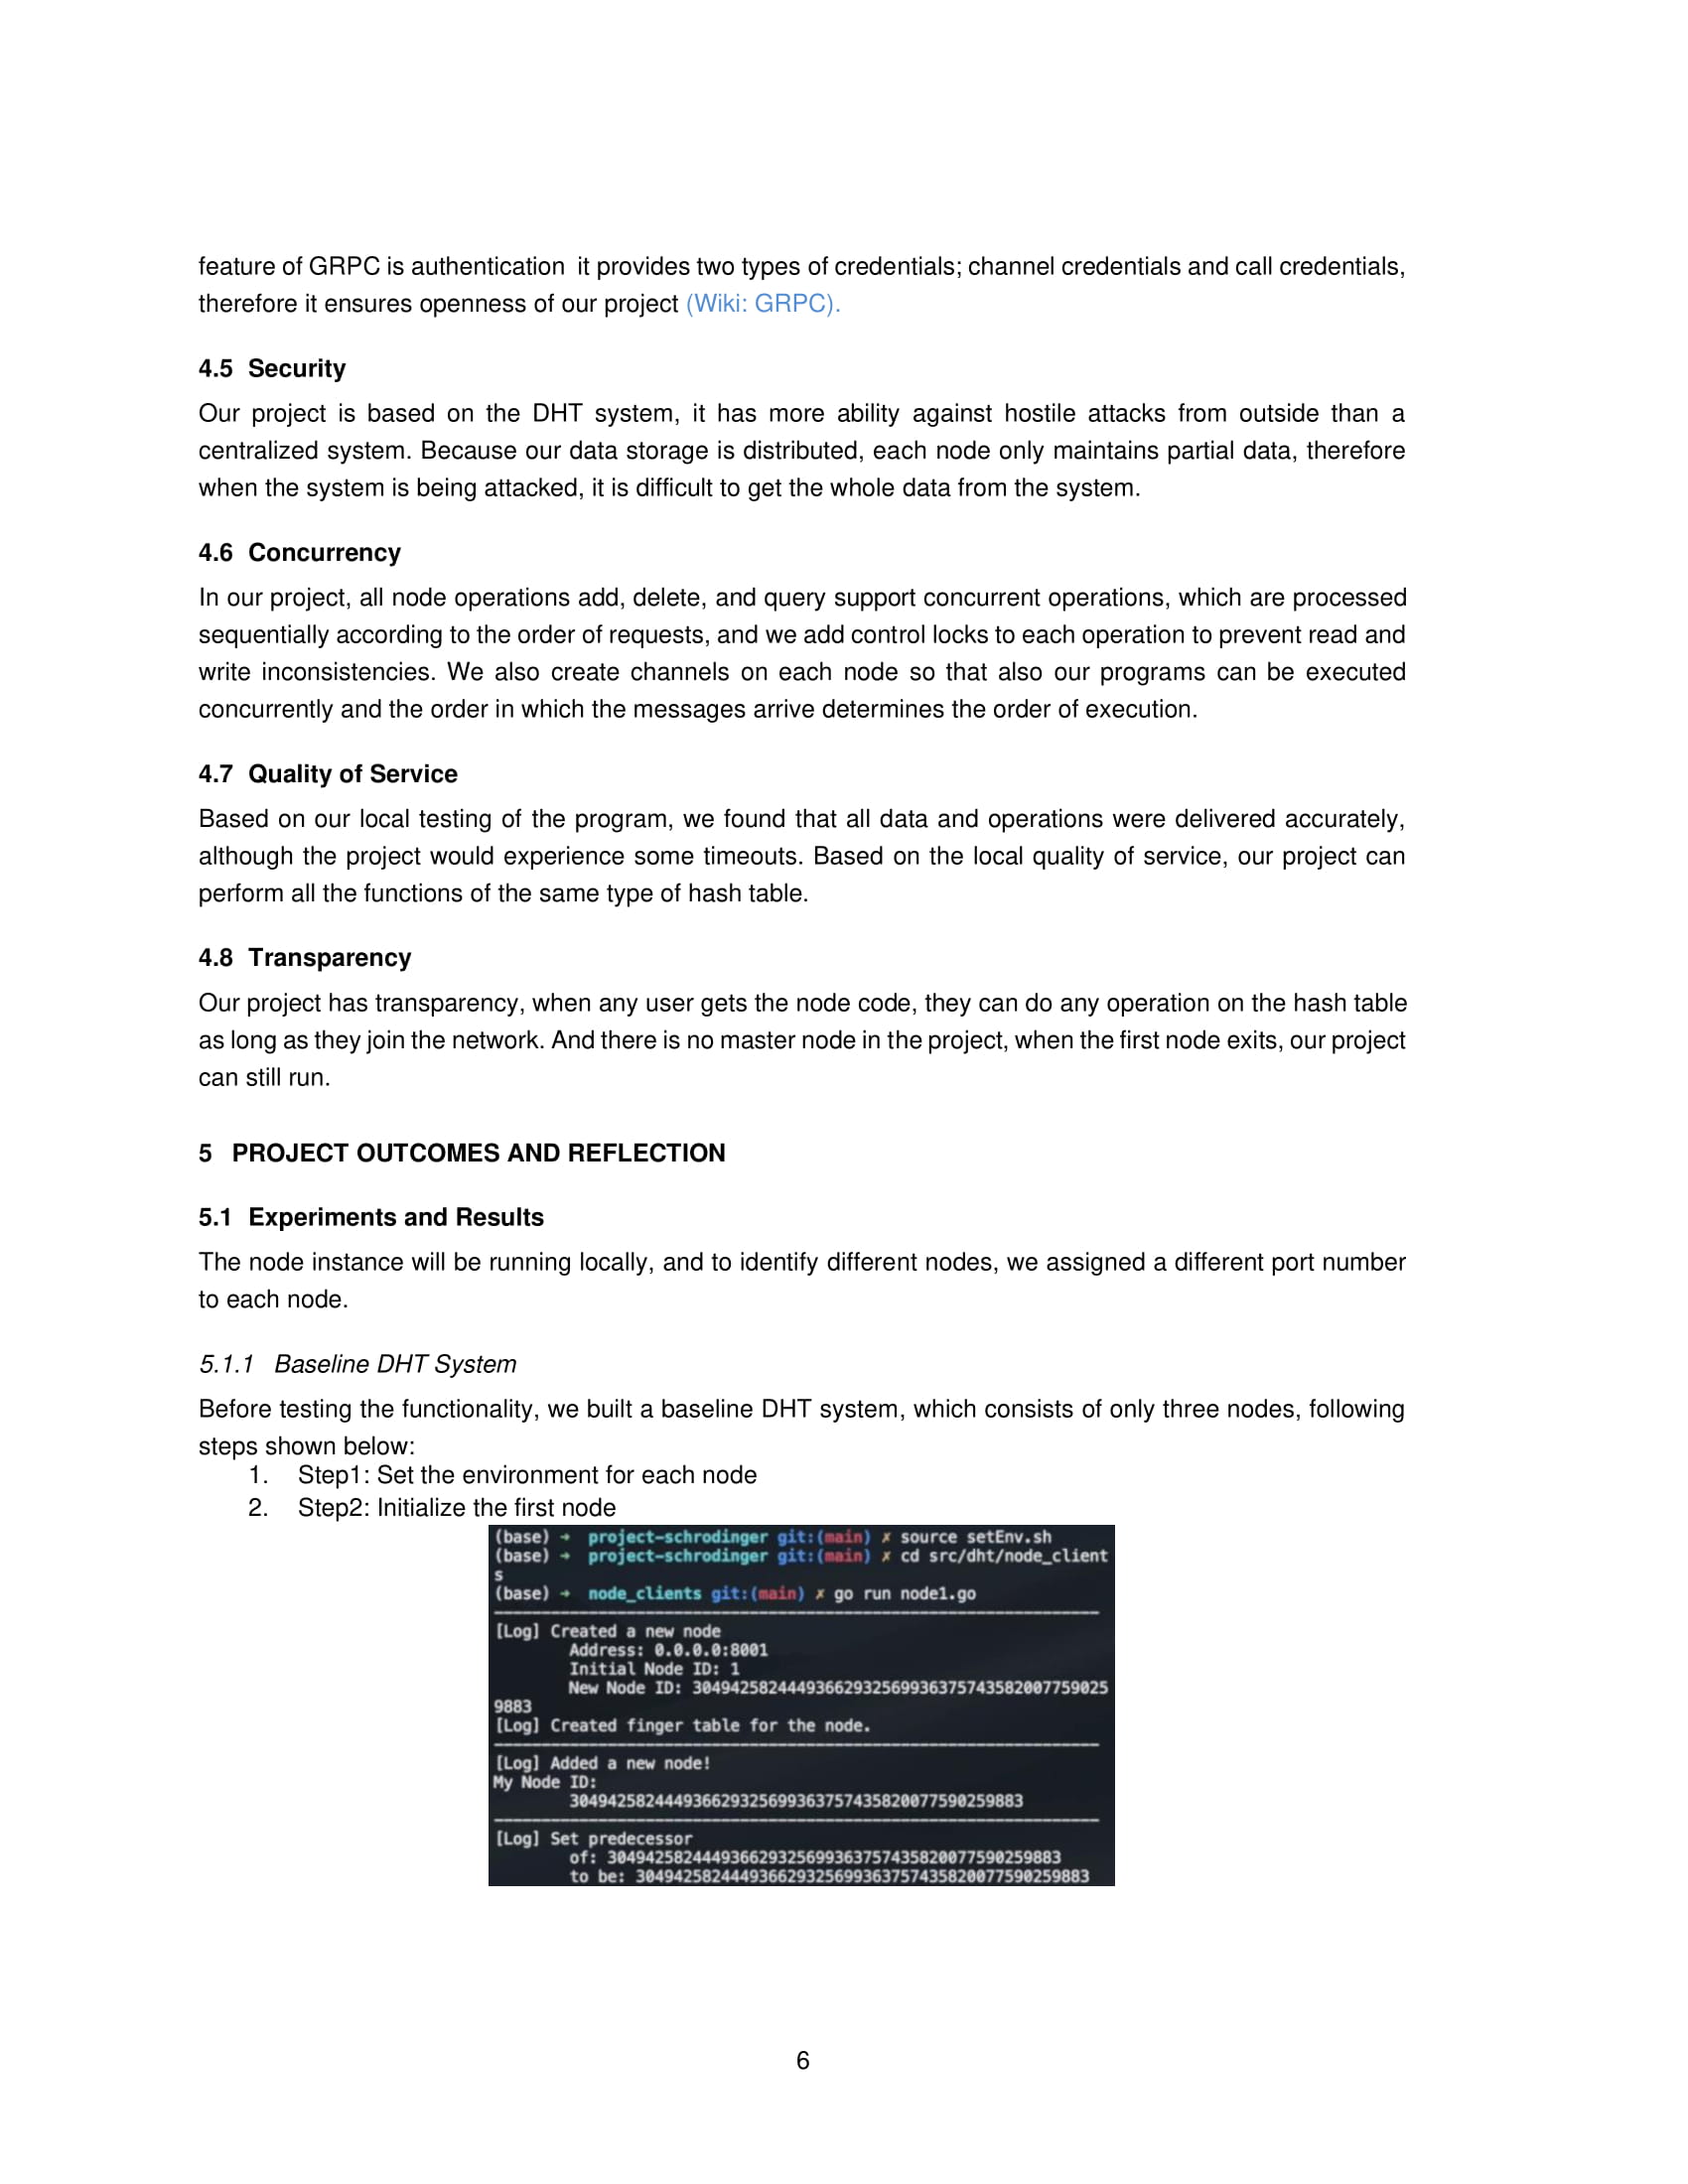 feature of GRPC is authentication  it provides two types of credentials; channel credentials and call credentials,
therefore it ensures openness of our project (Wiki: GRPC).
4.5 Security
Our project is based on the DHT system, it has more ability against hostile attacks from outside than a
centralized system. Because our data storage is distributed, each node only maintains partial data, therefore
when the system is being attacked, it is difficult to get the whole data from the system.
4.6 Concurrency
In our project, all node operations add, delete, and query support concurrent operations, which are processed
sequentially according to the order of requests, and we add control locks to each operation to prevent read and
write inconsistencies. We also create channels on each node so that also our programs can be executed
concurrently and the order in which the messages arrive determines the order of execution.
4.7 Quality of Service
Based on our local testing of the program, we found that all data and operations were delivered accurately,
although the project would experience some timeouts. Based on the local quality of service, our project can
perform all the functions of the same type of hash table.
4.8 Transparency
Our project has transparency, when any user gets the node code, they can do any operation on the hash table
as long as they join the network. And there is no master node in the project, when the first node exits, our project
can still run.
5 PROJECT OUTCOMES AND REFLECTION
5.1 Experiments and Results
The node instance will be running locally, and to identify different nodes, we assigned a different port number
to each node.
5.1.1 Baseline DHT System
Before testing the functionality, we built a baseline DHT system, which consists of only three nodes, following
steps shown below:
1. Step1: Set the environment for each node
2. Step2: Initialize the first node
(base) → project-schrodinger git:(main) ✗ source setEnv.sh
(base) → project-schrodinger git:(main) ✗ cd src/dht/node_client
s
(base) → node_clients git:(main) ✗ go run node1.go
[Log] Created a new node
Address: 0.0.0.0:8001
Initial Node ID: 1
New Node ID: 304942582444936629325699363757435820077590259
9883
[Log] Created finger table for the node.
[Log] Added a new node!
My Node ID:
304942582444936629325699363757435820077590259883
[Log] Set predecessor
of: 304942582444936629325699363757435820077590259883
to be: 304942582444936629325699363757435820077590259883
6